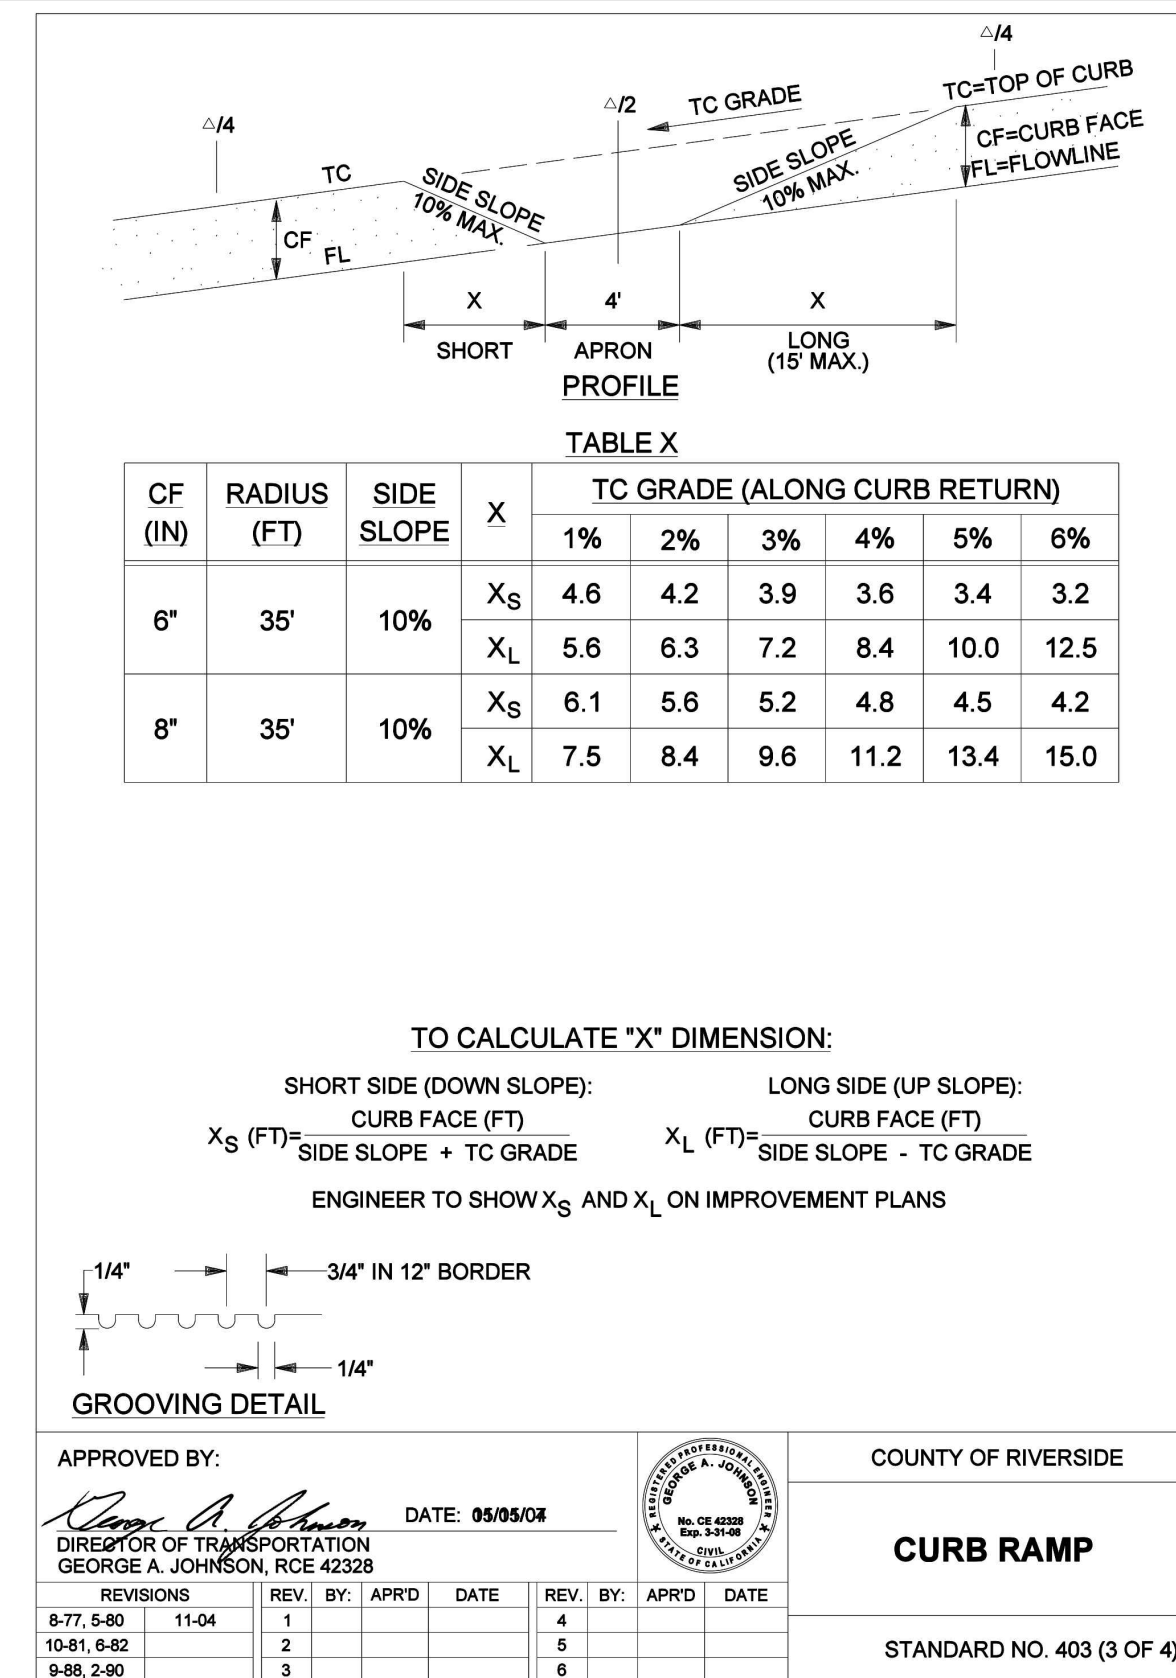 △/4
TC=TOP OF CURB
TC GRADE
△/2
△/4
CF=CURB FACE
FL=FLOWLINE
SIDE SLOPE
10% MAX.
TC
SIDE SLOPE
10% MAX.
CF
FL
X
4'
X
SHORT
APRON
LONG
(15' MAX.)
PROFILE
TABLE X
CF (IN) RADIUS (FT) SIDE SLOPE X TC GRADE (ALONG CURB RETURN)
1% 2% 3% 4% 5% 6%
6" 35' 10% XS 4.6 4.2 3.9 3.6 3.4 3.2
XL 5.6 6.3 7.2 8.4 10.0 12.5
8" 35' 10% XS 6.1 5.6 5.2 4.8 4.5 4.2
XL 7.5 8.4 9.6 11.2 13.4 15.0
TO CALCULATE "X" DIMENSION:
SHORT SIDE (DOWN SLOPE):
XS (FT)= CURB FACE (FT)
SIDE SLOPE + TC GRADE
LONG SIDE (UP SLOPE):
XL (FT)= CURB FACE (FT)
SIDE SLOPE - TC GRADE
ENGINEER TO SHOW XS AND XL ON IMPROVEMENT PLANS
1/4"
3/4" IN 12" BORDER
1/4"
GROOVING DETAIL
APPROVED BY:
George A. Johnson
DATE:
DIRECTOR OF TRANSPORTATION
GEORGE A. JOHNSON, RCE 42328
REGISTERED PROFESSIONAL ENGINEER
GEORGE A. JOHNSON
No. CE 42328
Exp. 3-31-08
CIVIL
STATE OF CALIFORNIA
COUNTY OF RIVERSIDE
CURB RAMP
STANDARD NO. 403 (3 OF 4)
REVISIONS REV. BY: APR'D DATE REV. BY: APR'D DATE
8-77, 5-80 11-04 1 4
10-81, 6-82 2 5
9-88, 2-90 3 6